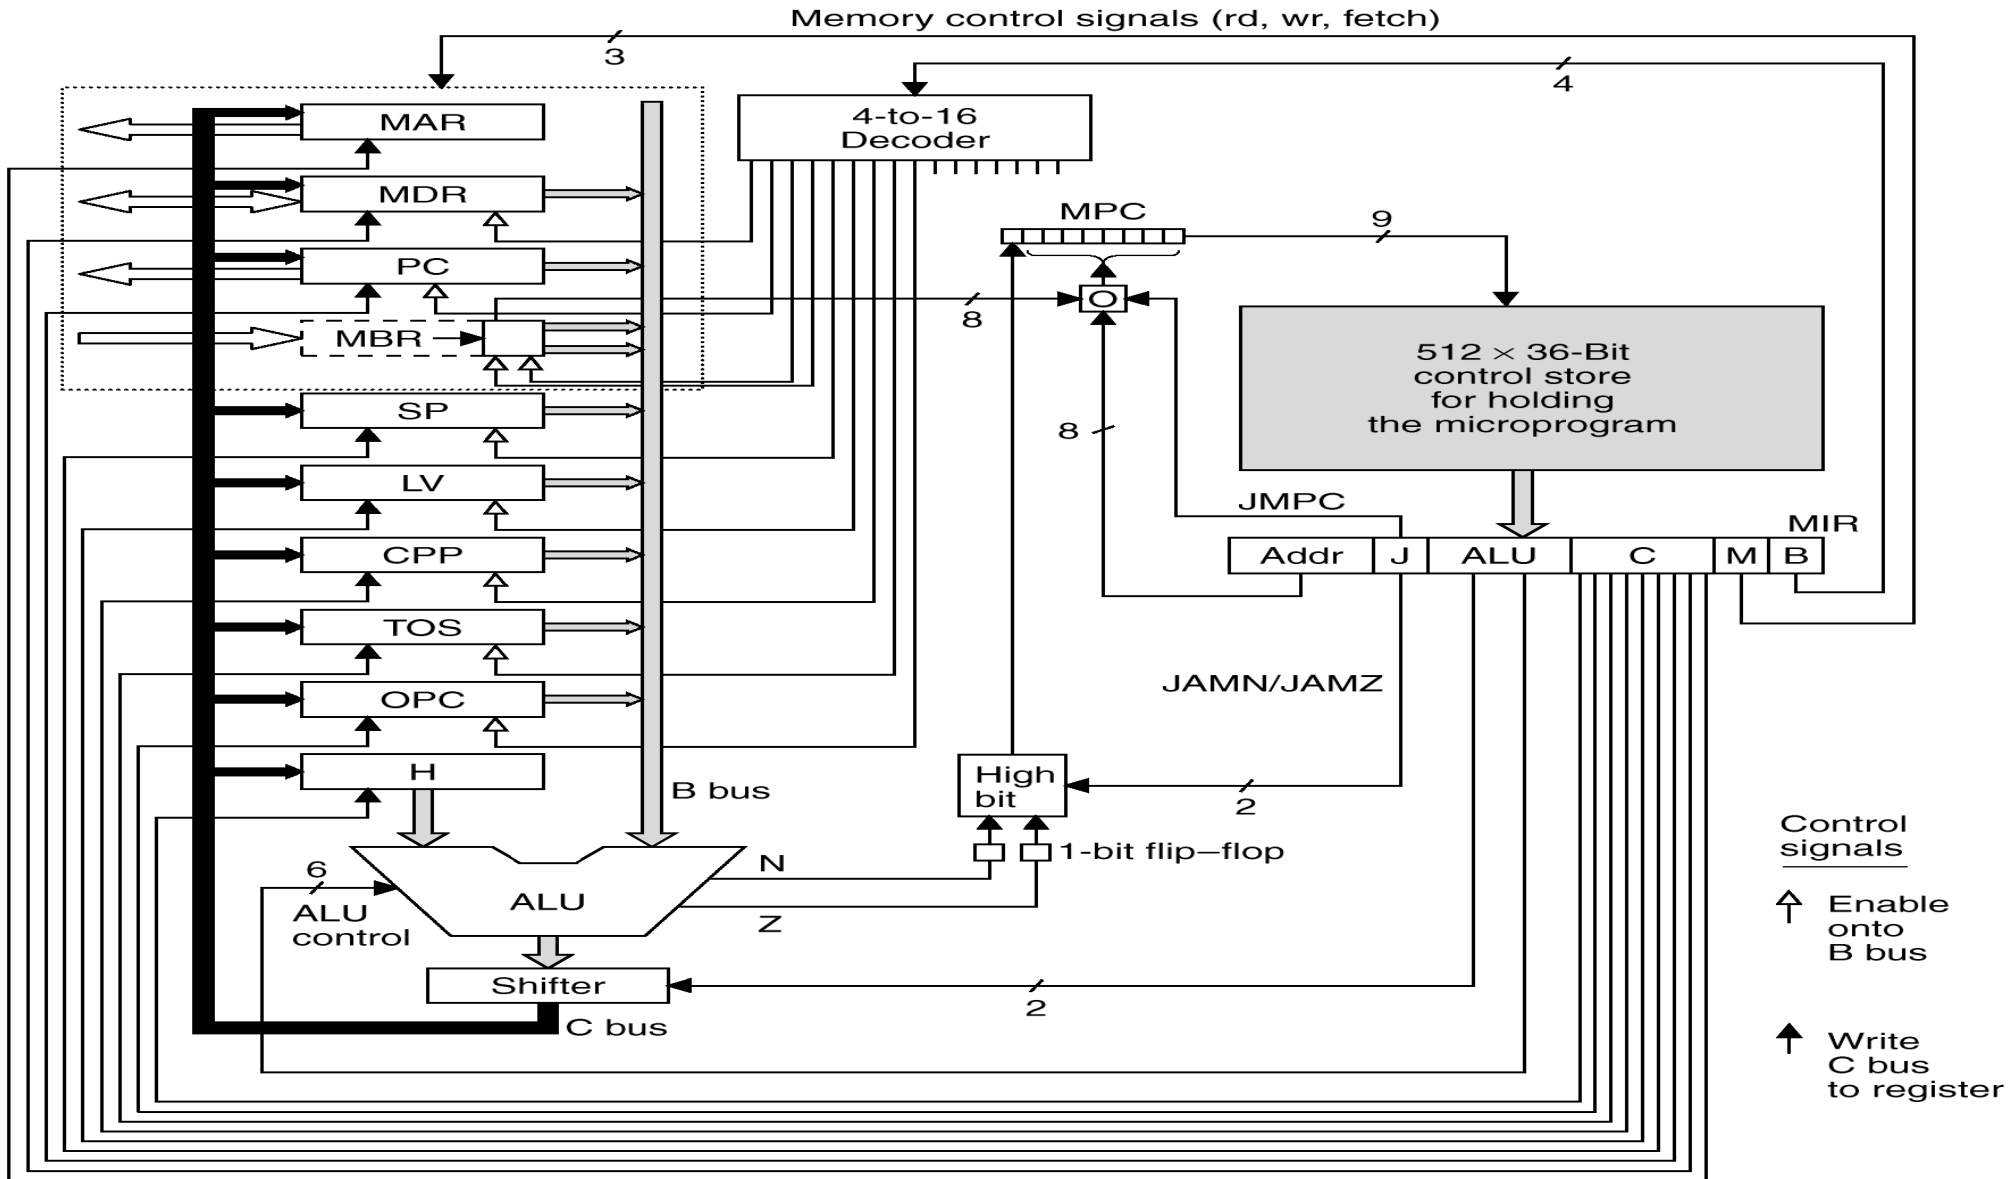 Memory control signals (rd, wr, fetch)
3
4
MAR
4-to-16
Decoder
MDR
MPC
9
PC
O
8
MBR
512 × 36-Bit
control store
for holding
the microprogram
SP
8
LV
JMPC
MIR
Addr J ALU C M B
CPP
TOS
JAMN/JAMZ
OPC
H
B bus
High
bit
2
Control
signals
N
1-bit flip–flop
6
ALU
control
ALU
Z
Enable
onto
B bus
Shifter
2
C bus
Write
C bus
to register